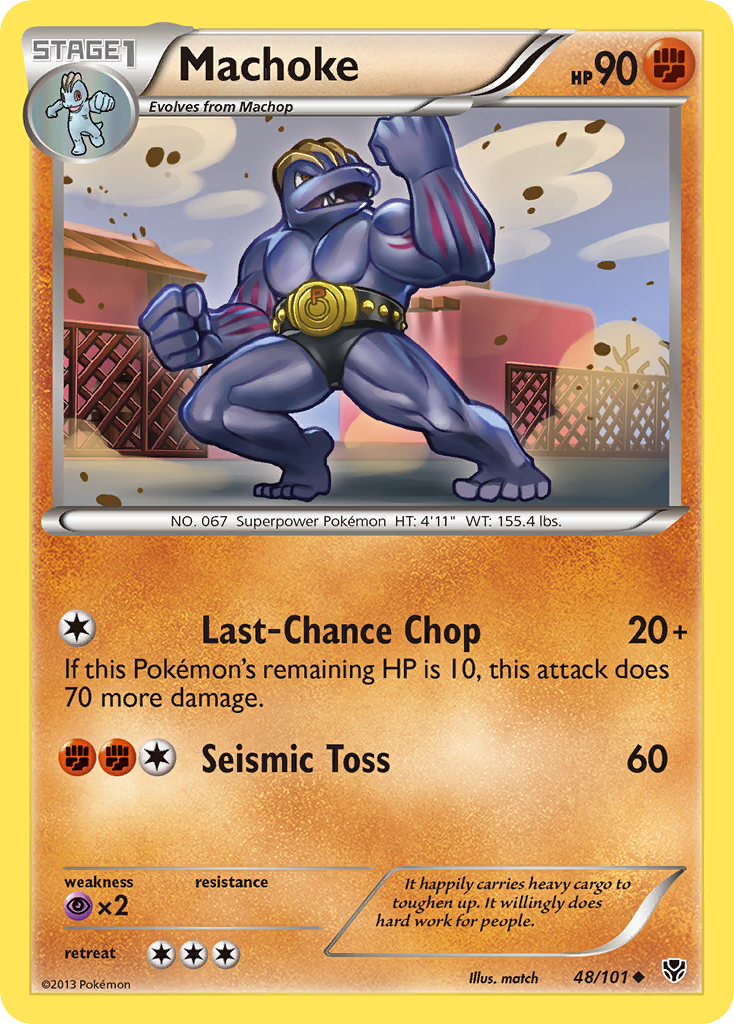 STAGE1
Machoke
HP 90
Evolves from Machop
NO. 067 Superpower Pokémon HT: 4'11" WT: 155.4 lbs.
Last-Chance Chop 20+
If this Pokémon's remaining HP is 10, this attack does
70 more damage.
Seismic Toss 60
weakness resistance
×2
retreat
It happily carries heavy cargo to
toughen up. It willingly does
hard work for people.
©2013 Pokémon
Illus. match 48/101